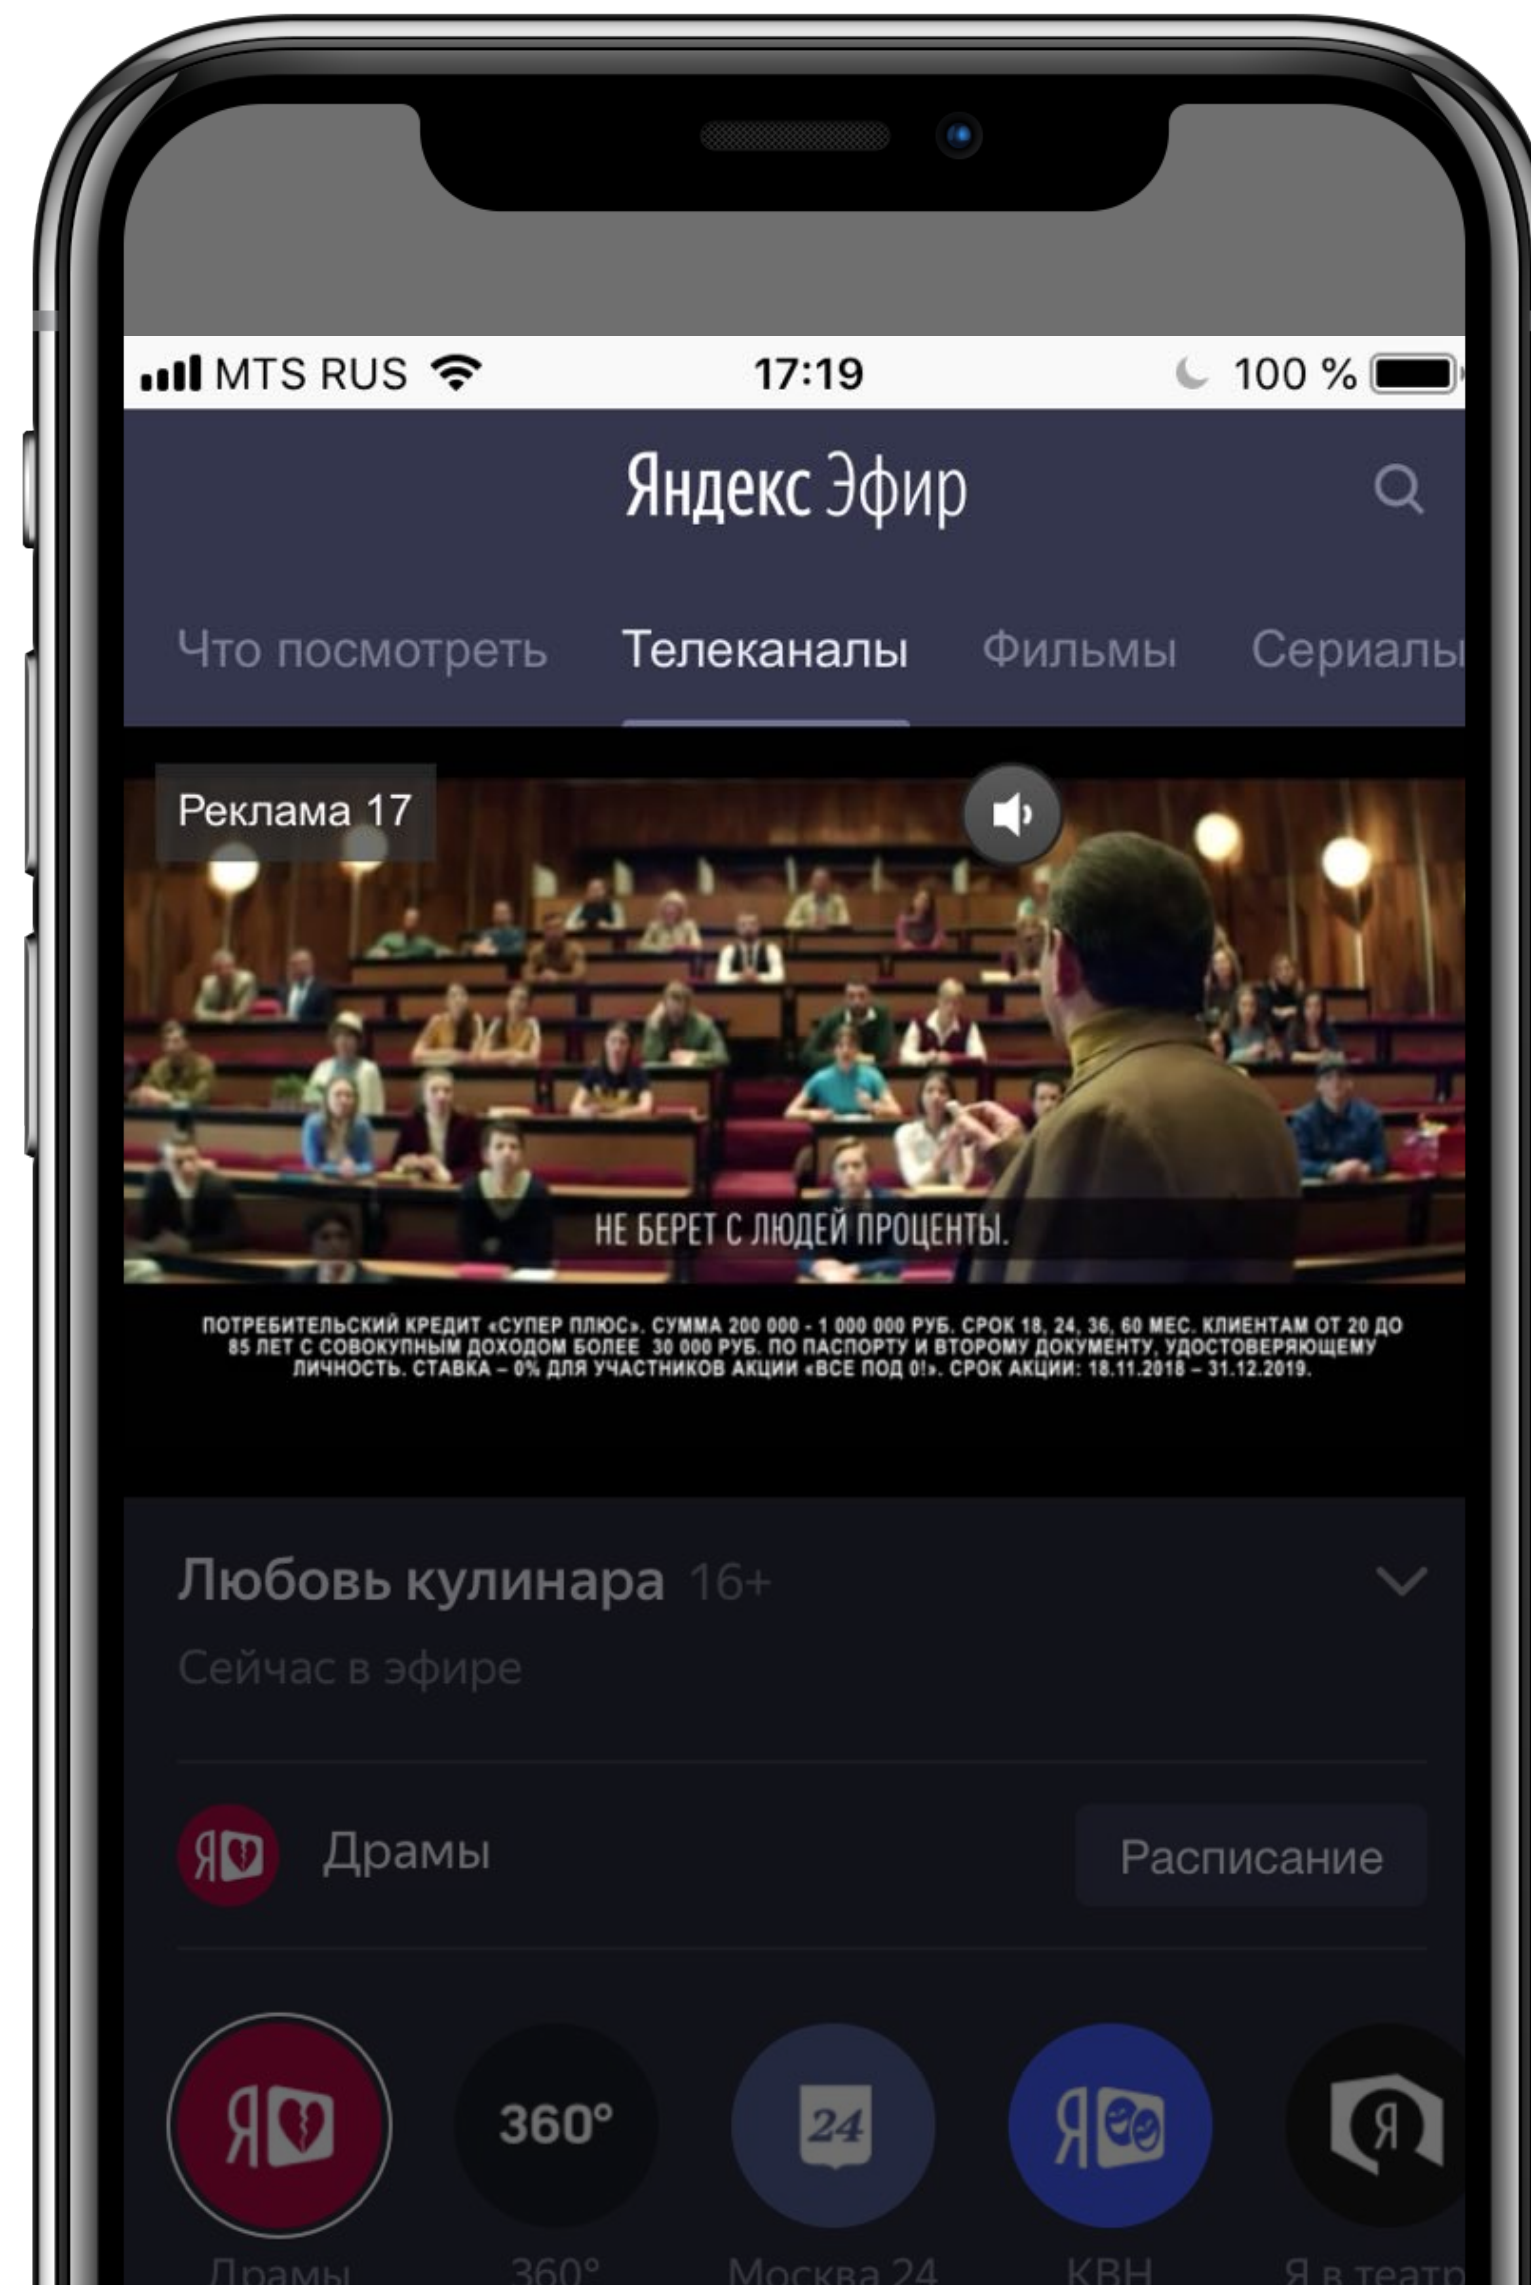 MTS RUS 17:19 100 %
Яндекс Эфир
Что посмотреть Телеканалы Фильмы Сериалы
Реклама 17
НЕ БЕРЕТ С ЛЮДЕЙ ПРОЦЕНТЫ.
ПОТРЕБИТЕЛЬСКИЙ КРЕДИТ «СУПЕР ПЛЮС». СУММА 200 000 - 1 000 000 РУБ. СРОК 18, 24, 36, 60 МЕС. КЛИЕНТАМ ОТ 20 ДО
85 ЛЕТ С СОВОКУПНЫМ ДОХОДОМ БОЛЕЕ 30 000 РУБ. ПО ПАСПОРТУ И ВТОРОМУ ДОКУМЕНТУ, УДОСТОВЕРЯЮЩЕМУ
ЛИЧНОСТЬ. СТАВКА – 0% ДЛЯ УЧАСТНИКОВ АКЦИИ «ВСЕ ПОД 0!». СРОК АКЦИИ: 18.11.2018 – 31.12.2019.
Любовь кулинара 16+
Сейчас в эфире
Я Драмы Расписание
Я 360° 24 Я Я
Драмы 360° Москва 24 КВН Я в театр